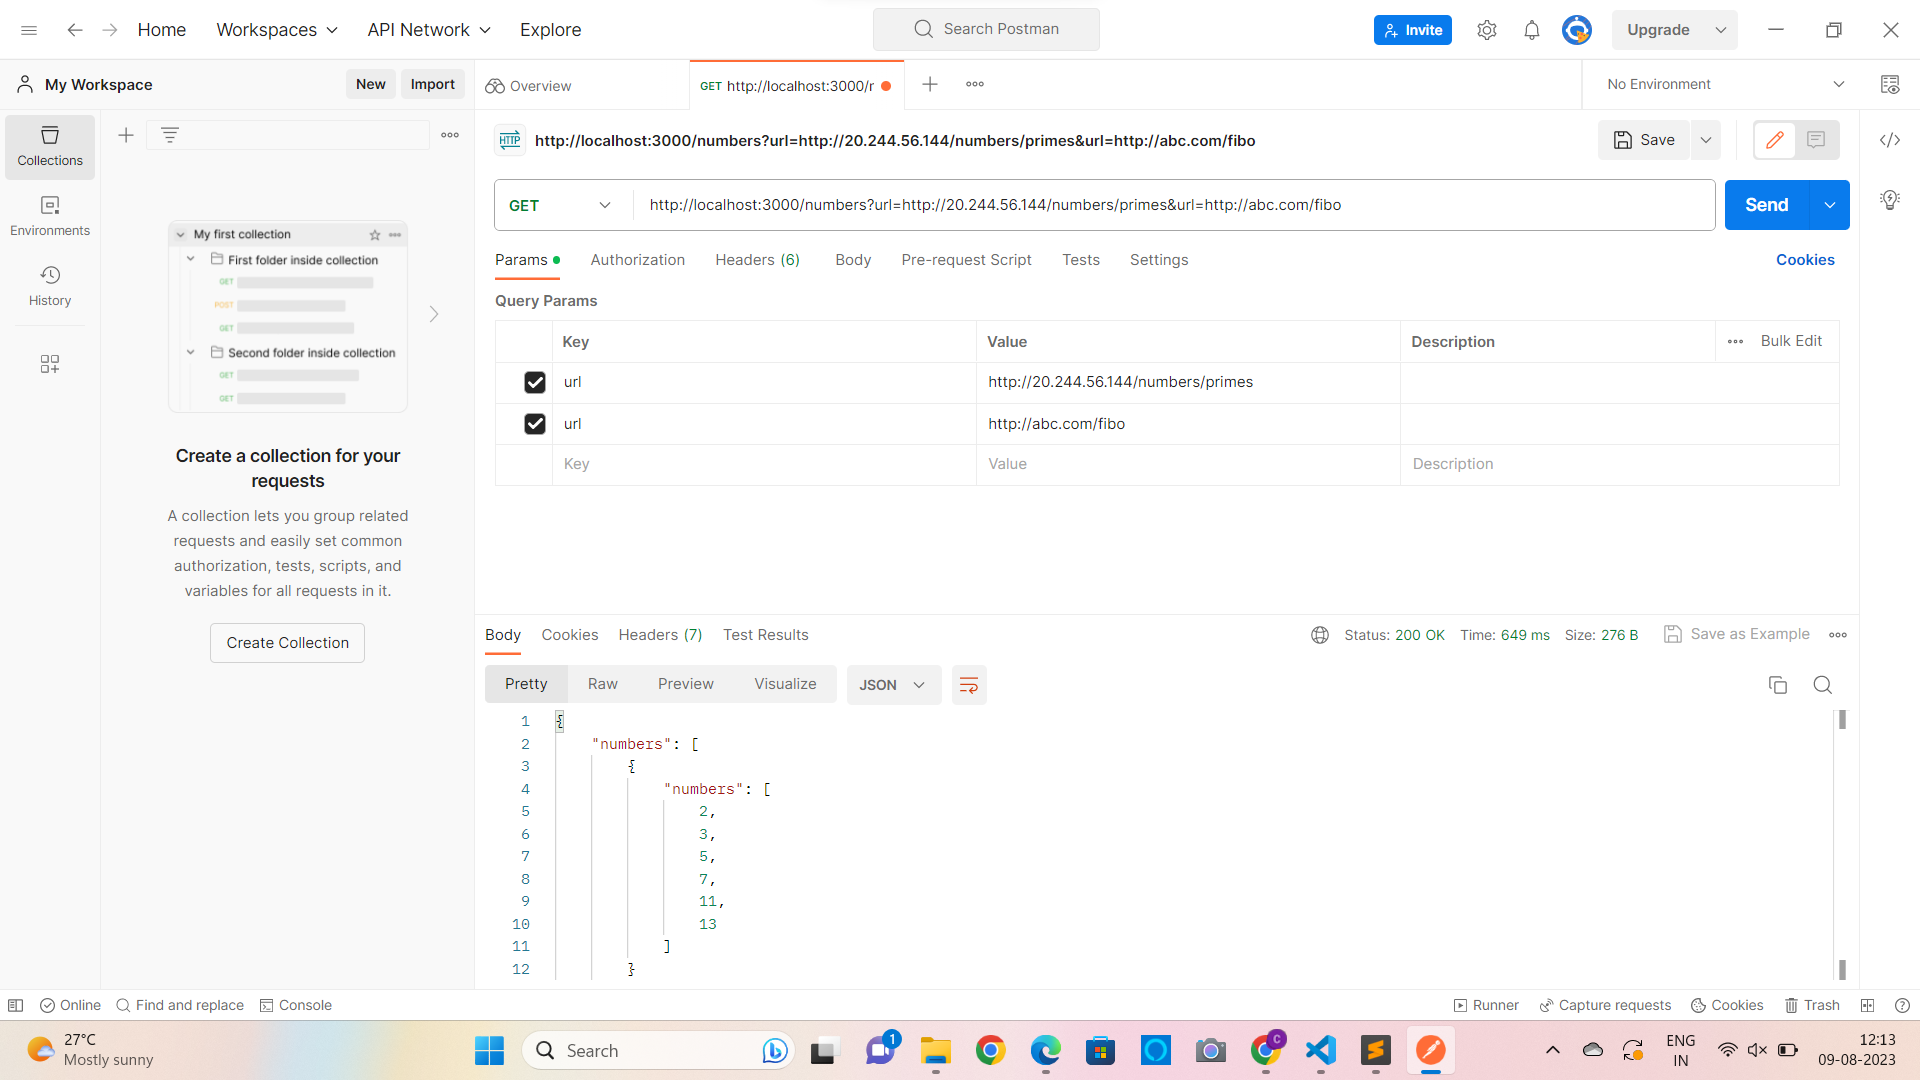 Home
Workspaces
API Network
Explore
Search Postman
Invite
Upgrade
My Workspace
New
Import
Overview
GET http://localhost:3000/r
No Environment
Collections
Environments
History
My first collection
First folder inside collection
GET
POST
GET
Second folder inside collection
GET
GET
Create a collection for your
requests
A collection lets you group related
requests and easily set common
authorization, tests, scripts, and
variables for all requests in it.
Create Collection
HTTP
http://localhost:3000/numbers?url=http://20.244.56.144/numbers/primes&url=http://abc.com/fibo
Save
GET
http://localhost:3000/numbers?url=http://20.244.56.144/numbers/primes&url=http://abc.com/fibo
Send
Params
Authorization
Headers (6)
Body
Pre-request Script
Tests
Settings
Cookies
Query Params
Key Value Description Bulk Edit
url http://20.244.56.144/numbers/primes
url http://abc.com/fibo
Key Value Description
Body
Cookies
Headers (7)
Test Results
Status: 200 OK Time: 649 ms Size: 276 B
Save as Example
Pretty
Raw
Preview
Visualize
JSON
1 {
2 "numbers": [
3 {
4 "numbers": [
5 2,
6 3,
7 5,
8 7,
9 11,
10 13
11 ]
12 }
Online
Find and replace
Console
Runner
Capture requests
Cookies
Trash
27°C
Mostly sunny
Search
1
C
ENG
IN
12:13
09-08-2023